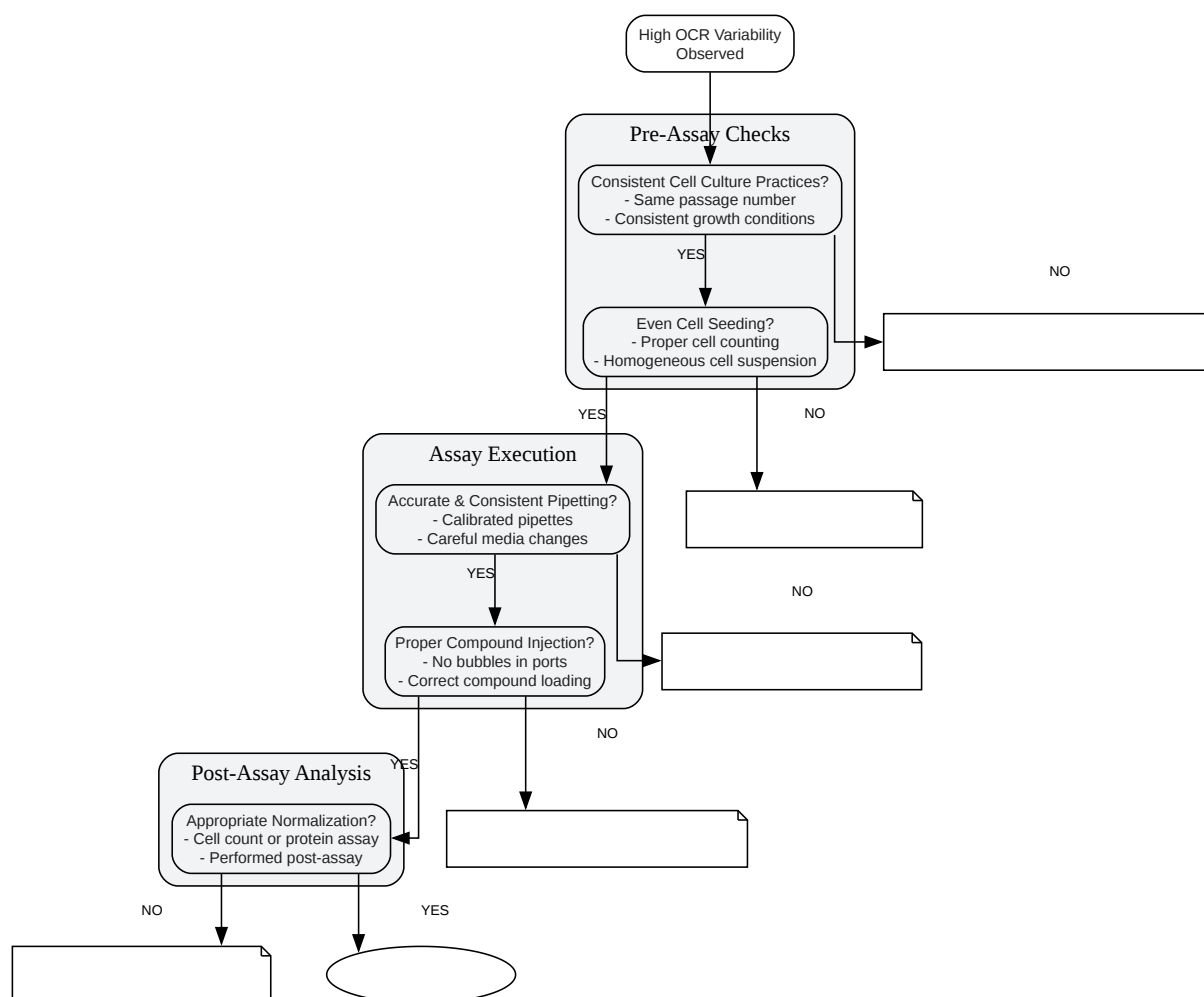 High OCR Variability
Observed
Pre-Assay Checks
Consistent Cell Culture Practices?
- Same passage number
- Consistent growth conditions
YES
NO
Even Cell Seeding?
- Proper cell counting
- Homogeneous cell suspension
YES
NO
Assay Execution
Accurate & Consistent Pipetting?
- Calibrated pipettes
- Careful media changes
YES
NO
Proper Compound Injection?
- No bubbles in ports
- Correct compound loading
NO
YES
Post-Assay Analysis
Appropriate Normalization?
- Cell count or protein assay
- Performed post-assay
NO
YES